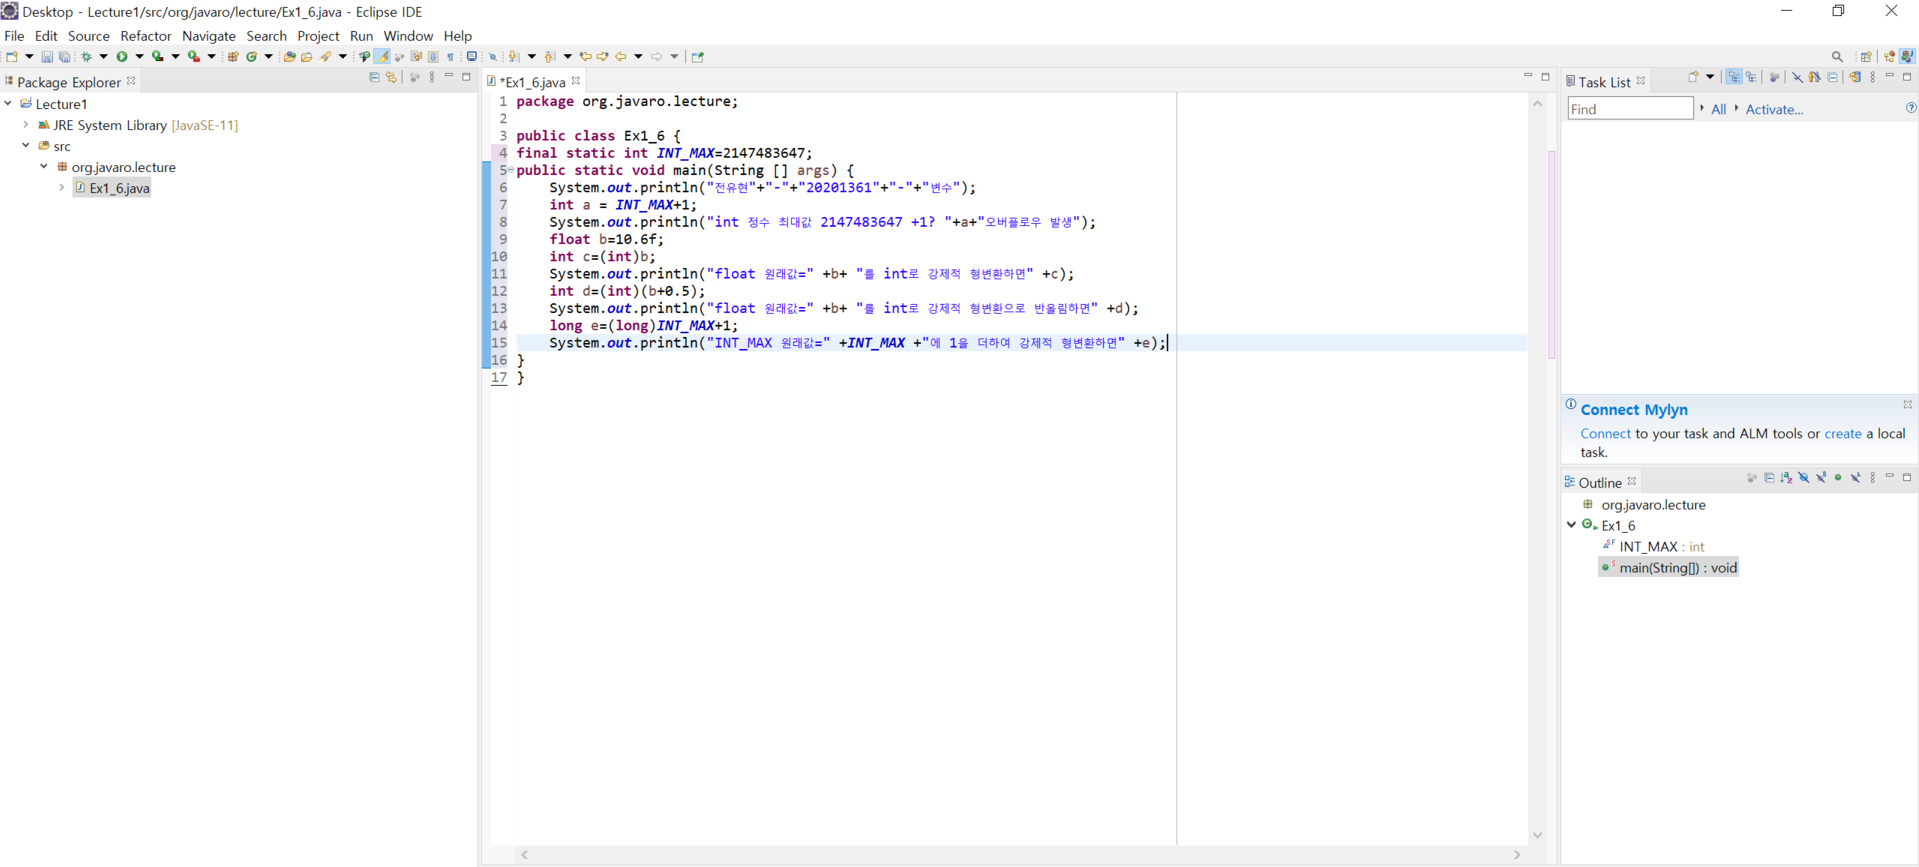 Desktop - Lecture1/src/org/javaro/lecture/Ex1_6.java - Eclipse IDE
File Edit Source Refactor Navigate Search Project Run Window Help
Package Explorer
Lecture1
JRE System Library [JavaSE-11]
src
org.javaro.lecture
Ex1_6.java
*Ex1_6.java
1 package org.javaro.lecture;
2
3 public class Ex1_6 {
4 final static int INT_MAX=2147483647;
5 public static void main(String [] args) {
6 System.out.println("전유현"+"-"+"20201361"+"-"+"변수");
7 int a = INT_MAX+1;
8 System.out.println("int 정수 최대값 2147483647 +1? "+a+"오버플로우 발생");
9 float b=10.6f;
10 int c=(int)b;
11 System.out.println("float 원래값=" +b+ "를 int로 강제적 형변환하면" +c);
12 int d=(int)(b+0.5);
13 System.out.println("float 원래값=" +b+ "를 int로 강제적 형변환으로 반올림하면" +d);
14 long e=(long)INT_MAX+1;
15 System.out.println("INT_MAX 원래값=" +INT_MAX +"에 1을 더하여 강제적 형변환하면" +e);
16 }
17 }
Task List
Find All Activate...
Connect Mylyn
Connect to your task and ALM tools or create a local
task.
Outline
org.javaro.lecture
Ex1_6
INT_MAX : int
main(String[]) : void